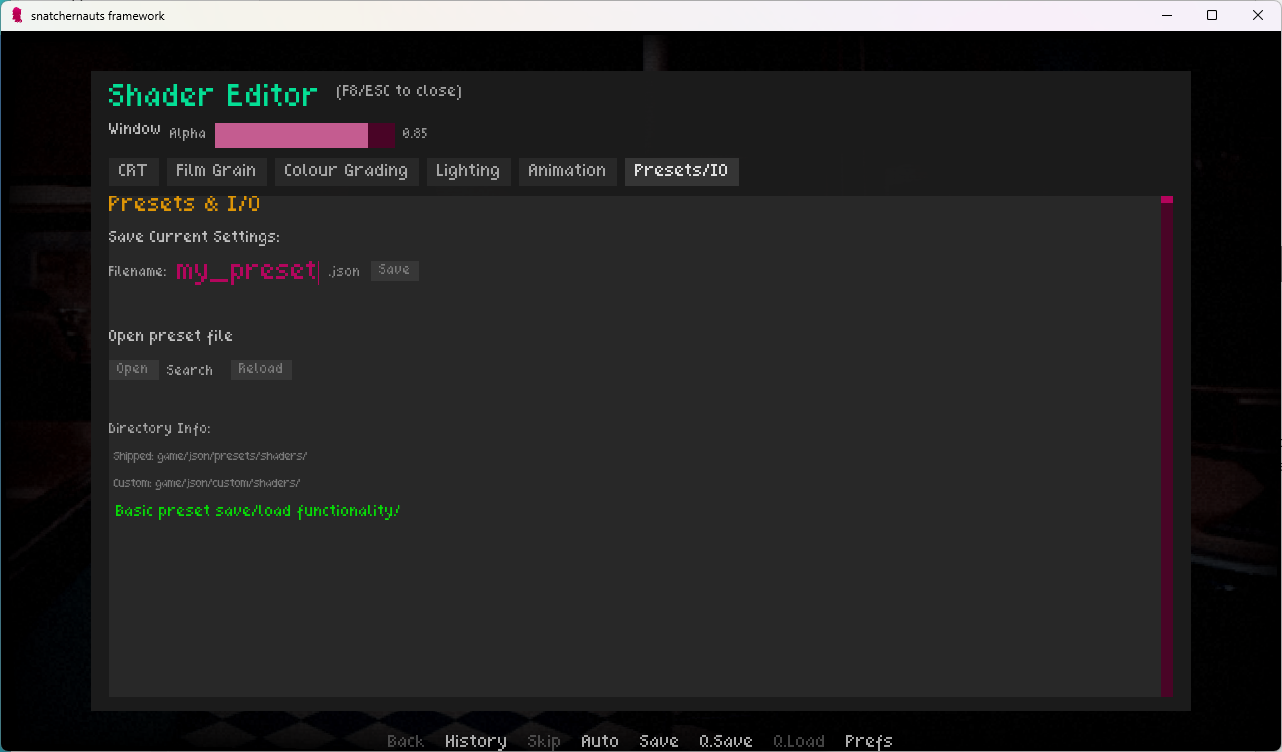 snatchernauts framework
Shader Editor (F8/ESC to close)
Window Alpha 0.85
CRT Film Grain Colour Grading Lighting Animation Presets/IO
Presets & I/O
Save Current Settings:
Filename: my_preset .json Save
Open preset file
Open Search Reload
Directory Info:
Shipped: game/json/presets/shaders/
Custom: game/json/custom/shaders/
Basic preset save/load functionality/
Back History Skip Auto Save Q.Save Q.Load Prefs